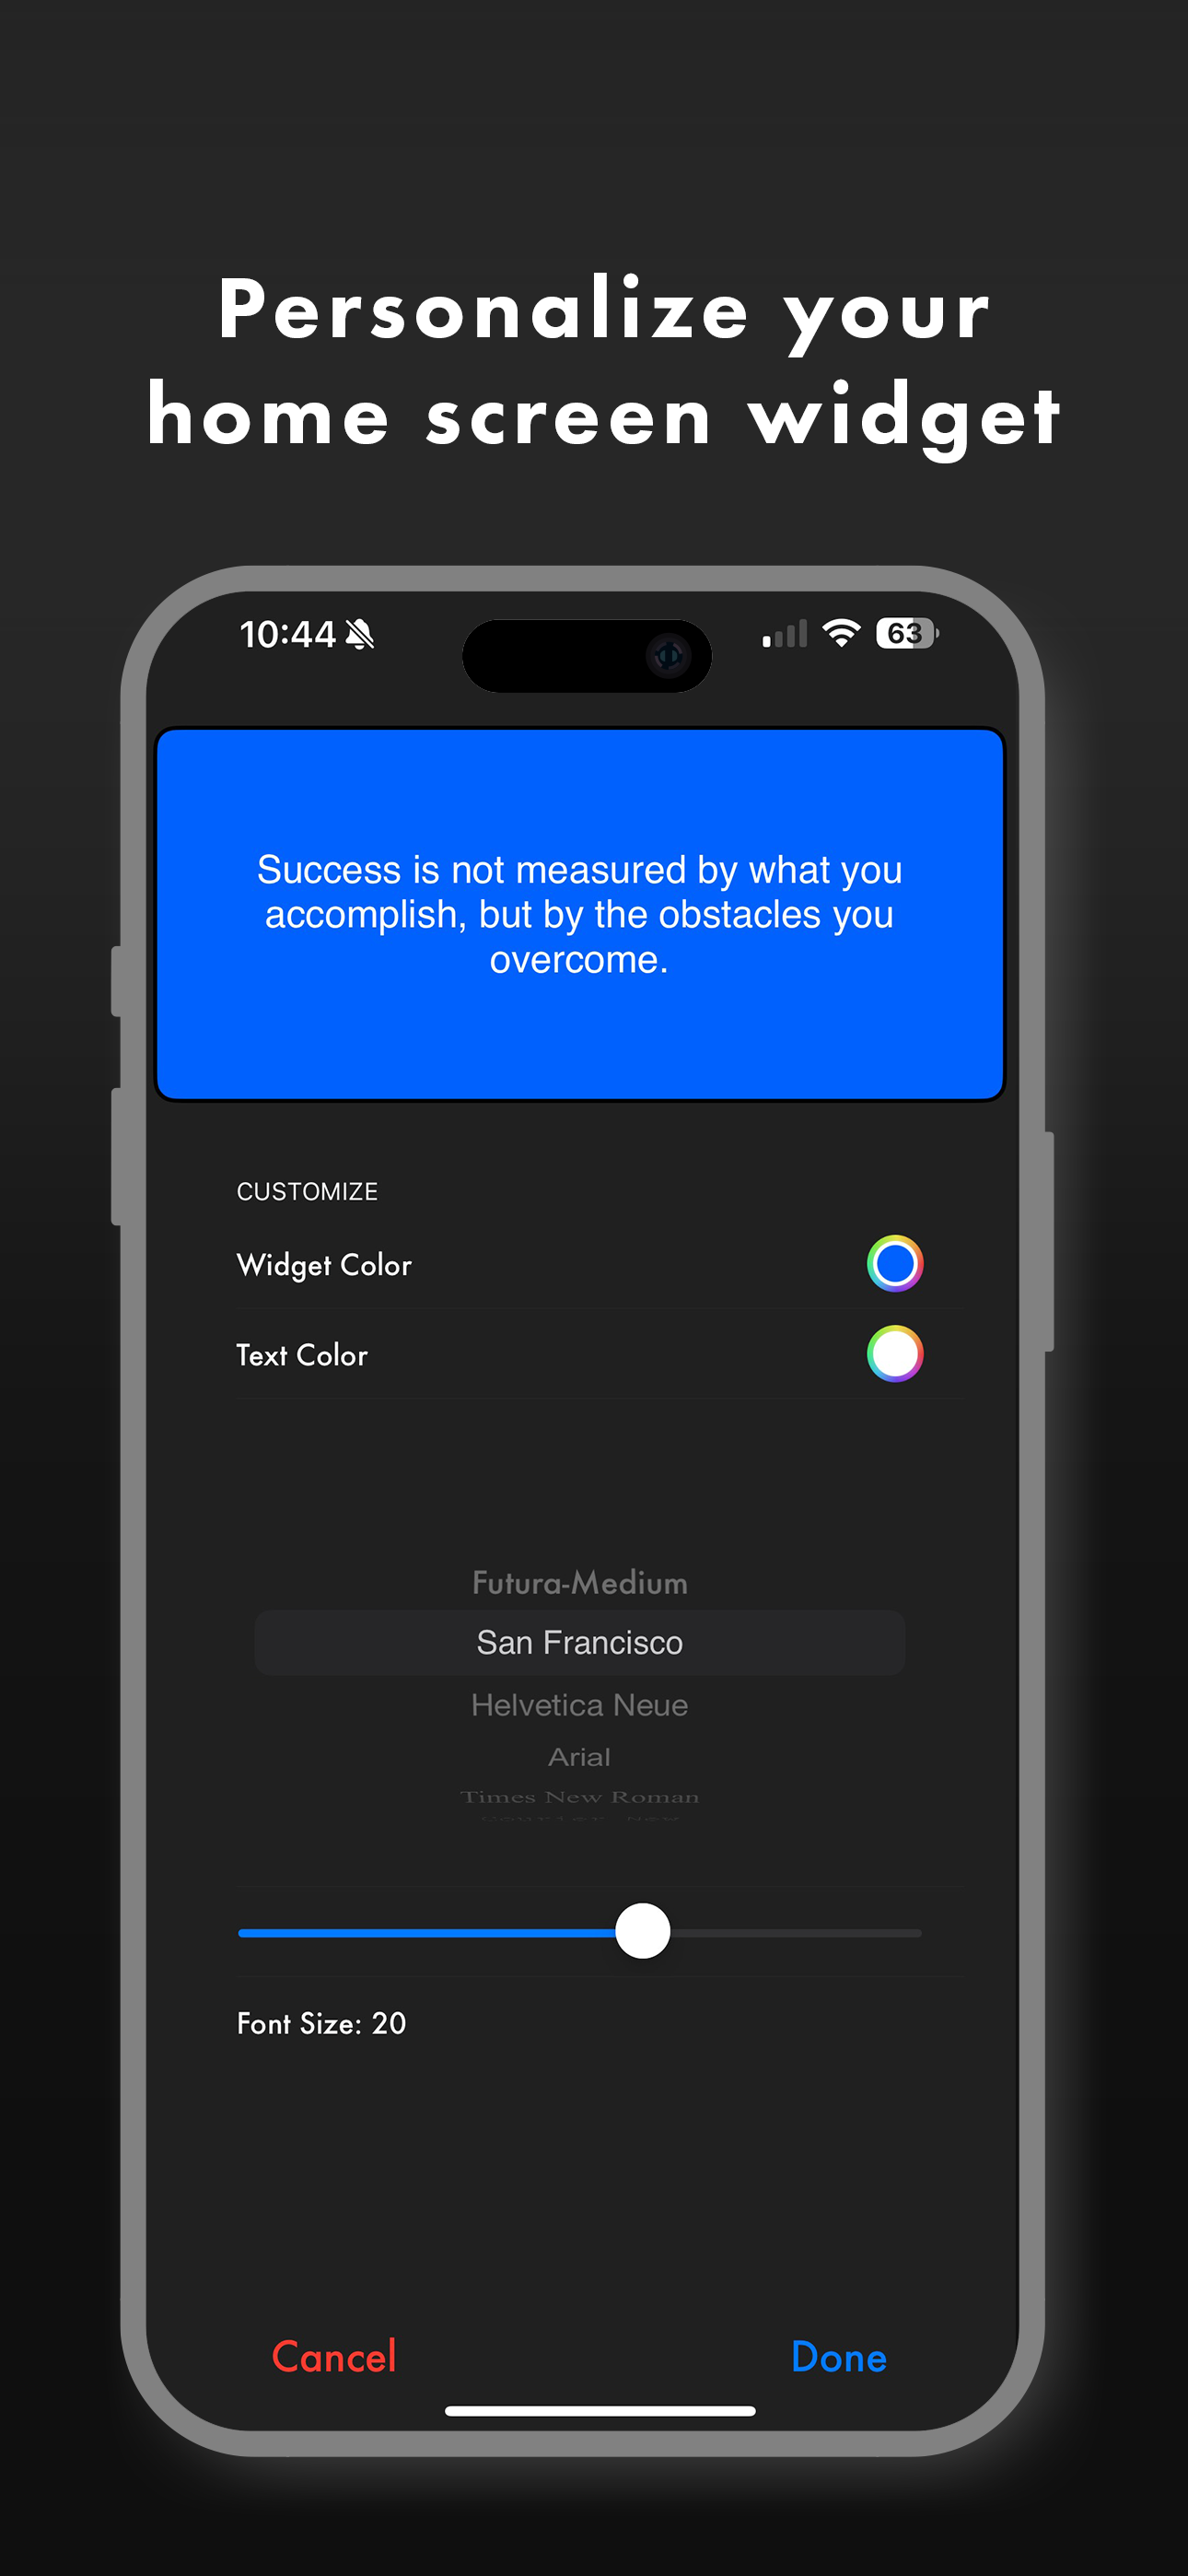 Personalize your
home screen widget
10:44
63
Success is not measured by what you
accomplish, but by the obstacles you
overcome.
CUSTOMIZE
Widget Color
Text Color
Futura-Medium
San Francisco
Helvetica Neue
Arial
Times New Roman
Font Size: 20
Cancel
Done